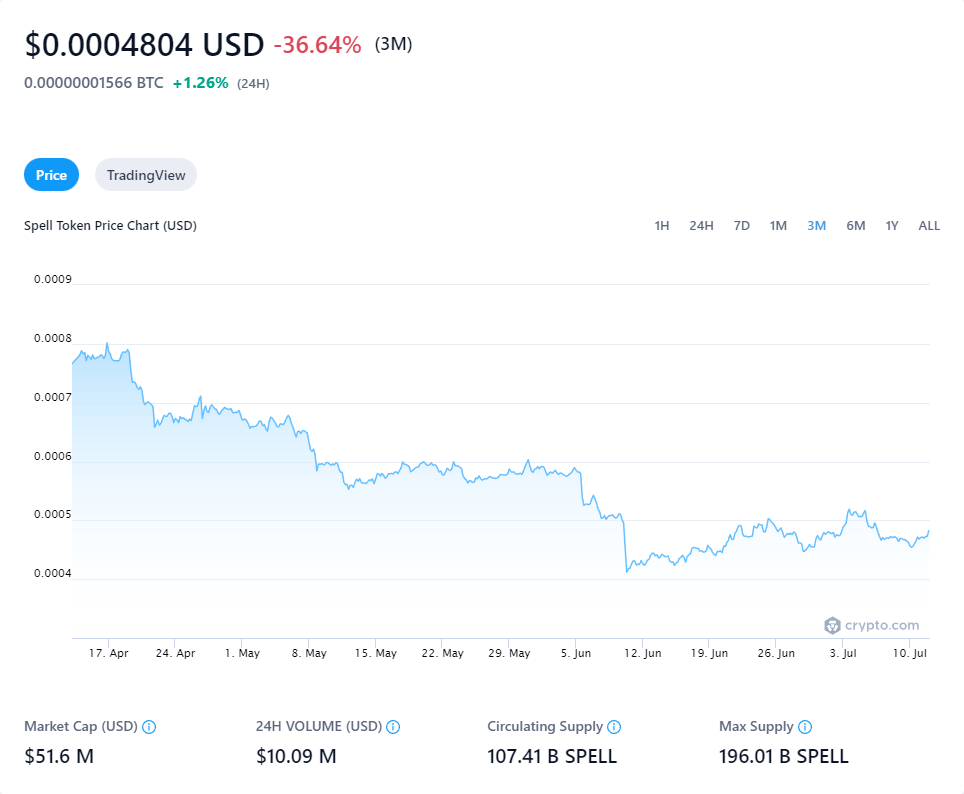 $0.0004804 USD -36.64% (3M)
0.00000001566 BTC +1.26% (24H)
Price TradingView
Spell Token Price Chart (USD) 1H 24H 7D 1M 3M 6M 1Y ALL
0.0009
0.0008
0.0007
0.0006
0.0005
0.0004
crypto.com
17. Apr 24. Apr 1. May 8. May 15. May 22. May 29. May 5. Jun 12. Jun 19. Jun 26. Jun 3. Jul 10. Jul
Market Cap (USD) 24H VOLUME (USD) Circulating Supply Max Supply
$51.6 M $10.09 M 107.41 B SPELL 196.01 B SPELL